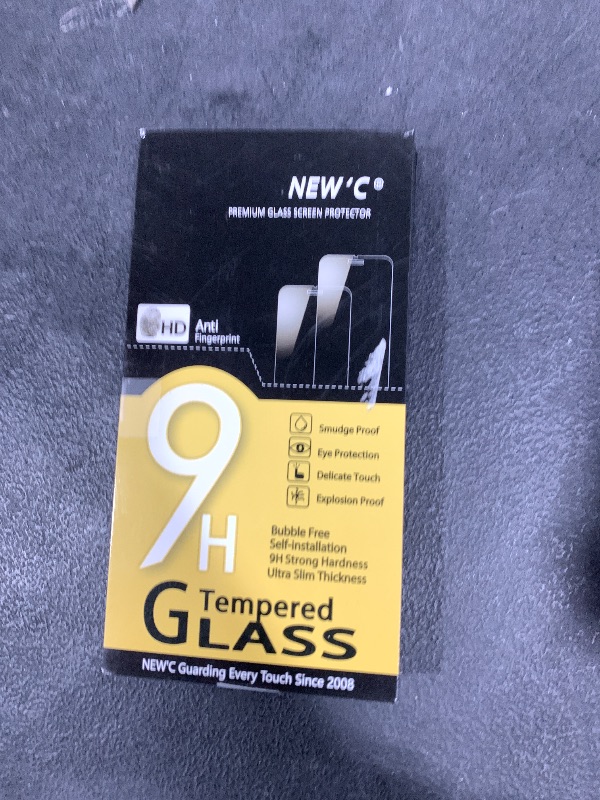 NEW'C®
PREMIUM GLASS SCREEN PROTECTOR
HD
Anti
Fingerprint
9H
Smudge Proof
Eye Protection
Delicate Touch
Explosion Proof
Bubble Free
Self-installation
9H Strong Hardness
Ultra Slim Thickness
Tempered
GLASS
NEW'C Guarding Every Touch Since 2008